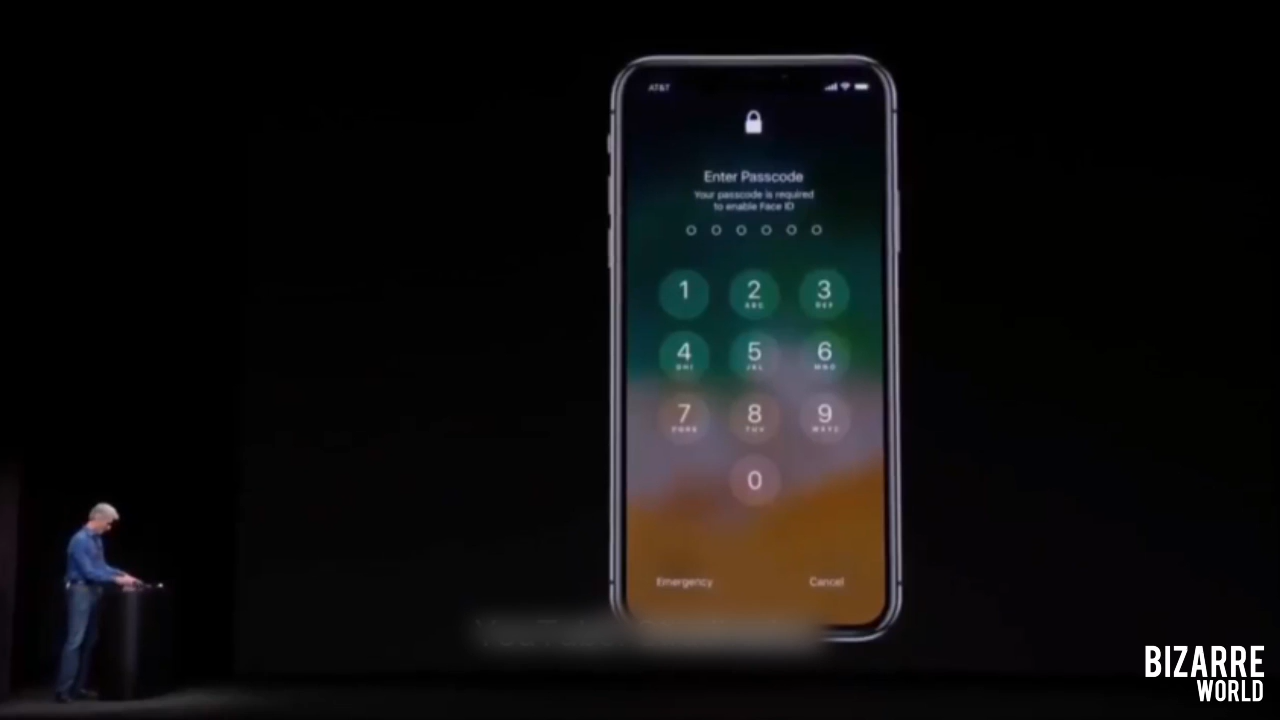 AT&T
Enter Passcode
Your passcode is required
to enable Face ID
1
2
ABC
3
DEF
4
GHI
5
JKL
6
MNO
7
PQRS
8
TUV
9
WXYZ
0
Emergency
Cancel
BIZARRE
WORLD